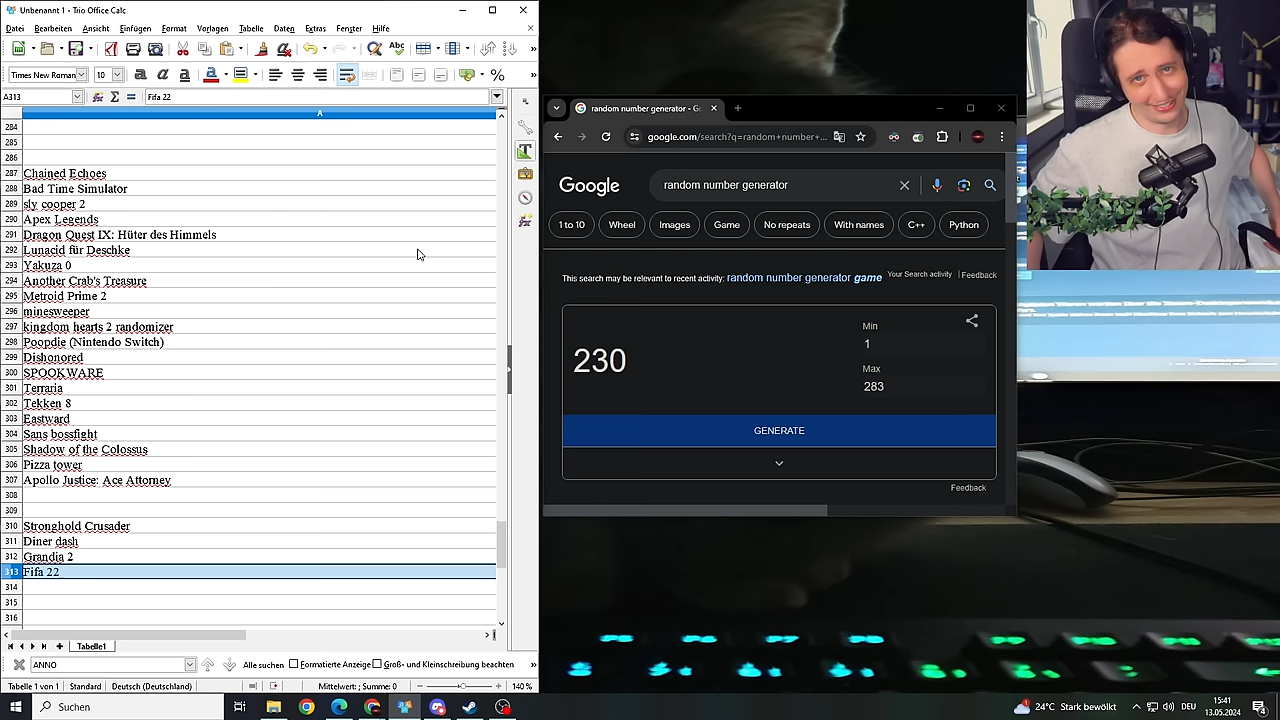 Unbenannt 1 - Trio Office Calc
Datei Bearbeiten Ansicht Einfügen Format Vorlagen Tabelle Daten Extras Fenster Hilfe
Times New Roman 10
A313 Fifa 22
A
284
285
286
287 Chained Echoes
288 Bad Time Simulator
289 sly cooper 2
290 Apex Legends
291 Dragon Quest IX: Hüter des Himmels
292 Lunacid für Deschke
293 Yakuza 0
294 Another Crab's Treasure
295 Metroid Prime 2
296 minesweeper
297 kingdom hearts 2 randomizer
298 Poopdie (Nintendo Switch)
299 Dishonored
300 SPOOKWARE
301 Terraria
302 Tekken 8
303 Eastward
304 Sans bossfight
305 Shadow of the Colossus
306 Pizza tower
307 Apollo Justice: Ace Attorney
308
309
310 Stronghold Crusader
311 Diner dash
312 Grandia 2
313 Fifa 22
314
315
316
Tabelle1
ANNO Alle suchen Formatierte Anzeige Groß- und Kleinschreibung beachten
Tabelle 1 von 1 Standard Deutsch (Deutschland) Mittelwert: ; Summe: 0 140 %
random number generator - G
google.com/search?q=random+number+...
Google random number generator
1 to 10 Wheel Images Game No repeats With names C++ Python
This search may be relevant to recent activity: random number generator game Your Search activity Feedback
Min
1
230
Max
283
GENERATE
Feedback
Suchen
24°C Stark bewölkt DEU 15:41
13.05.2024